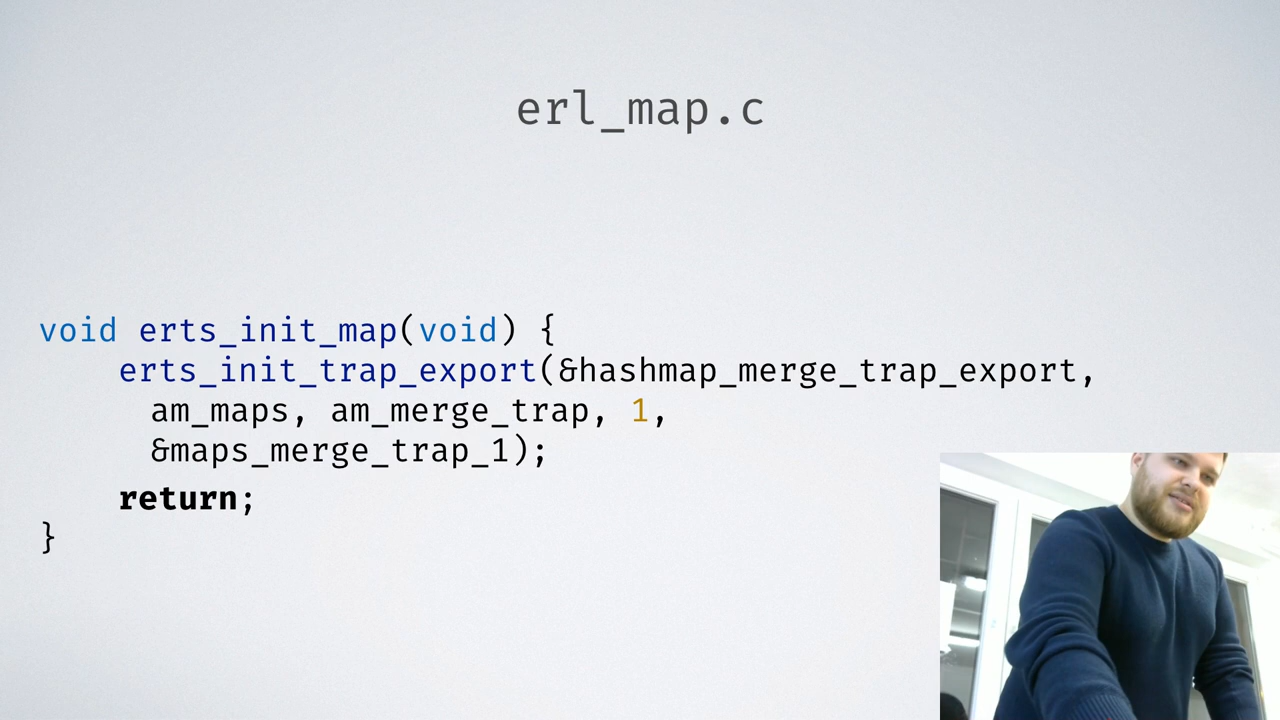 erl_map.c
void erts_init_map(void) {
erts_init_trap_export(&hashmap_merge_trap_export,
am_maps, am_merge_trap, 1,
&maps_merge_trap_1);
return;
}